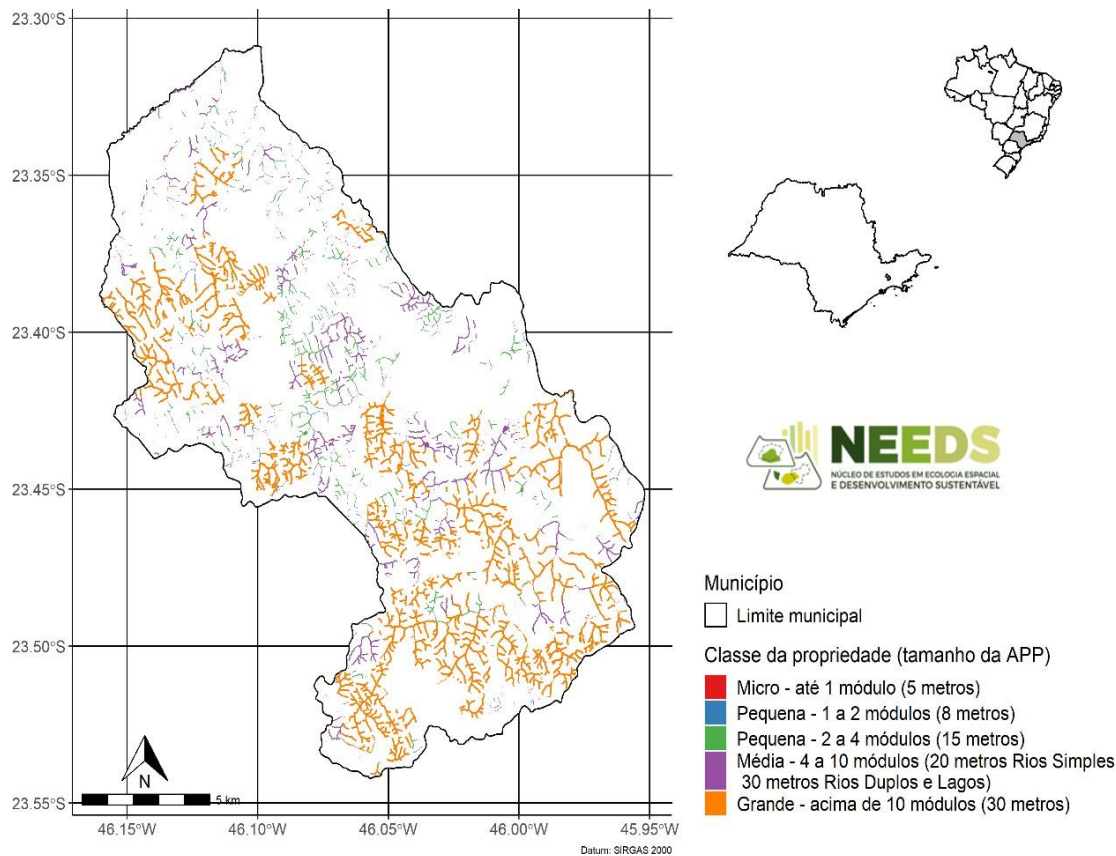 23.30°S
23.35°S
23.40°S
23.45°S
23.50°S
23.55°S
46.15°W
46.10°W
46.05°W
46.00°W
45.95°W
N
5 km
Datum: SIRGAS 2000
NEEDS
NÚCLEO DE ESTUDOS EM ECOLOGIA ESPACIAL
E DESENVOLVIMENTO SUSTENTÁVEL
Município
Limite municipal
Classe da propriedade (tamanho da APP)
Micro - até 1 módulo (5 metros)
Pequena - 1 a 2 módulos (8 metros)
Pequena - 2 a 4 módulos (15 metros)
Média - 4 a 10 módulos (20 metros Rios Simples
30 metros Rios Duplos e Lagos)
Grande - acima de 10 módulos (30 metros)